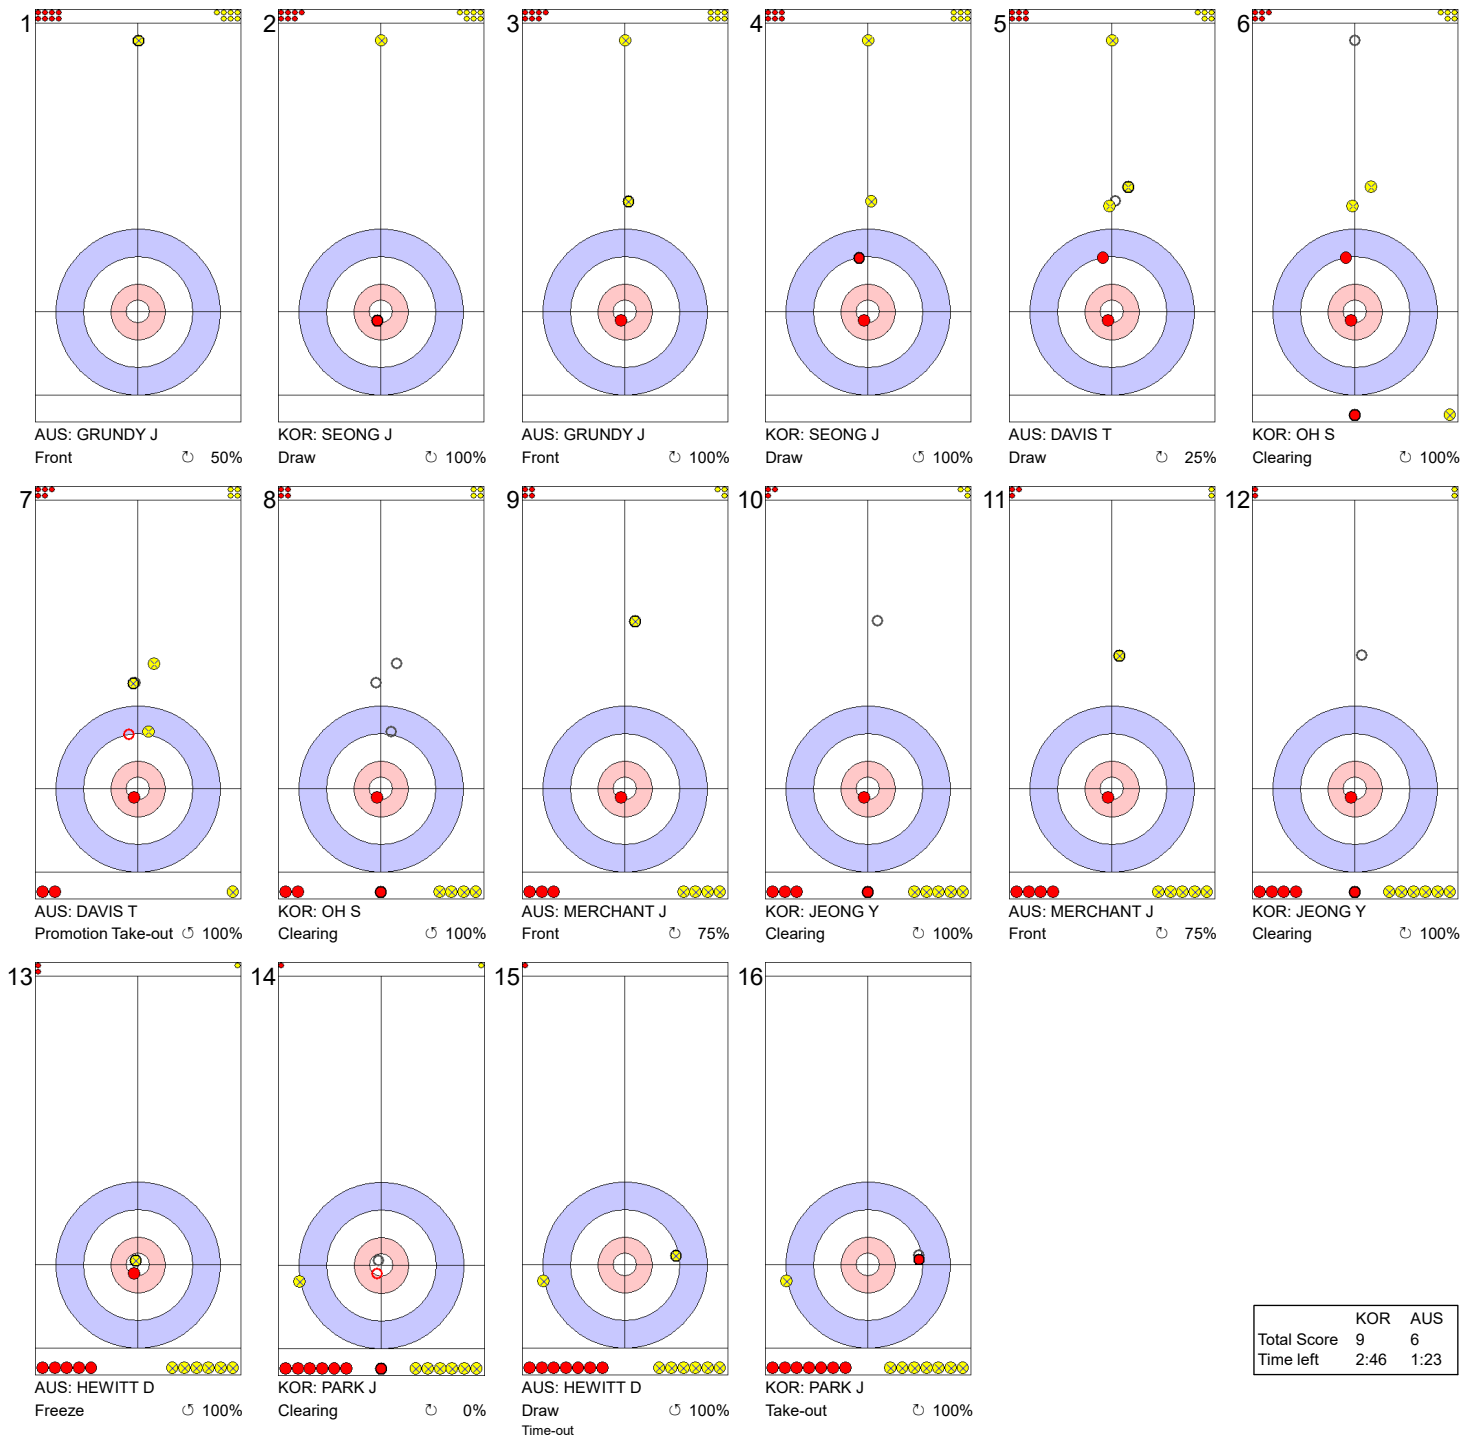 1 2 3 4 5 6
AUS: GRUNDY J KOR: SEONG J AUS: GRUNDY J KOR: SEONG J AUS: DAVIS T KOR: OH S
Front ↻ 50% Draw ↻ 100% Front ↻ 100% Draw ↻ 100% Draw ↻ 25% Clearing ↻ 100%
7 8 9 10 11 12
AUS: DAVIS T KOR: OH S AUS: MERCHANT J KOR: JEONG Y AUS: MERCHANT J KOR: JEONG Y
Promotion Take-out ↺ 100% Clearing ↺ 100% Front ↻ 75% Clearing ↻ 100% Front ↻ 75% Clearing ↻ 100%
13 14 15 16
AUS: HEWITT D KOR: PARK J AUS: HEWITT D KOR: PARK J
Freeze ↺ 100% Clearing ↻ 0% Draw ↺ 100% Take-out ↺ 100%
Time-out
KOR AUS
Total Score 9 6
Time left 2:46 1:23